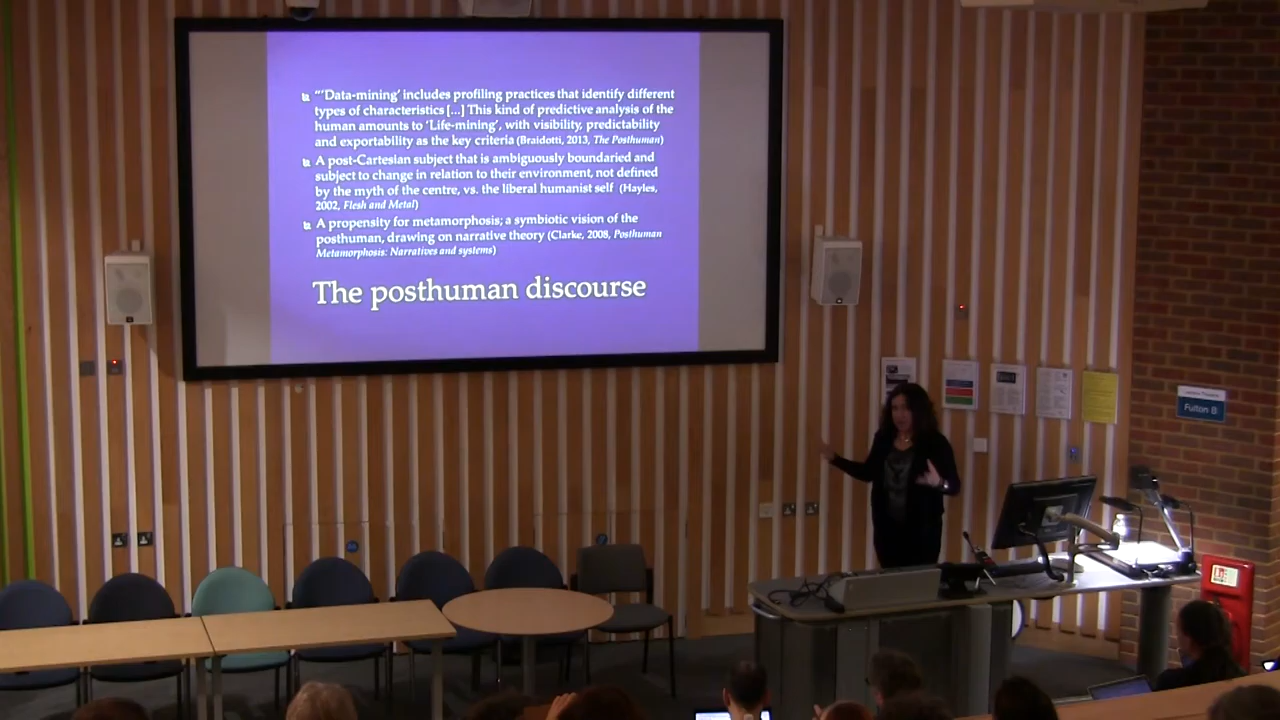 “‘Data-mining’ includes profiling practices that identify different
types of characteristics [...] This kind of predictive analysis of the
human amounts to ‘Life-mining’, with visibility, predictability
and exportability as the key criteria (Braidotti, 2013, The Posthuman)
A post-Cartesian subject that is ambiguously boundaried and
subject to change in relation to their environment, not defined
by the myth of the centre, vs. the liberal humanist self (Hayles,
2002, Flesh and Metal)
A propensity for metamorphosis; a symbiotic vision of the
posthuman, drawing on narrative theory (Clarke, 2008, Posthuman
Metamorphosis: Narratives and systems)
The posthuman discourse
Fulton B